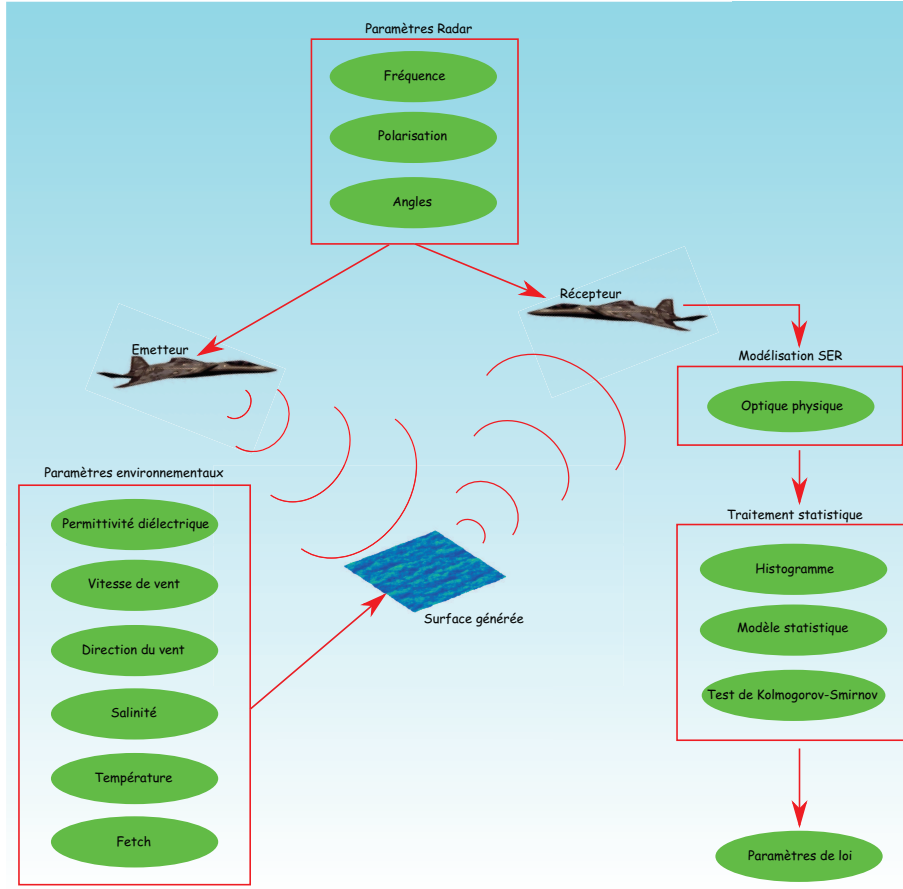 Paramètres Radar
Fréquence
Polarisation
Angles
Récepteur
Emetteur
Modélisation SER
Optique physique
Paramètres environnementaux
Permittivité diélectrique
Vitesse de vent
Direction du vent
Salinité
Température
Fetch
Surface générée
Traitement statistique
Histogramme
Modèle statistique
Test de Kolmogorov-Smirnov
Paramètres de loi